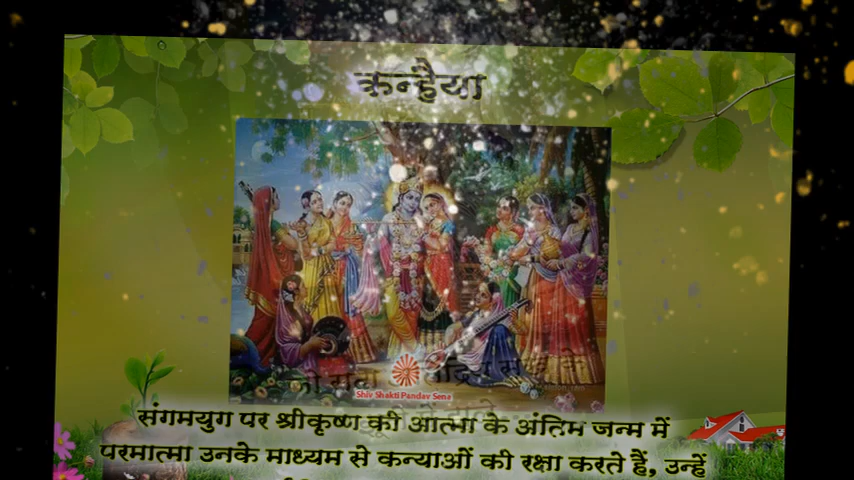 कन्हैया
Shiv Shakti Pandav Sena
संगमयुग पर श्रीकृष्ण की आत्मा के अंतिम जन्म में
परमात्मा उनके माध्यम से कन्याओं की रक्षा करते हैं, उन्हें